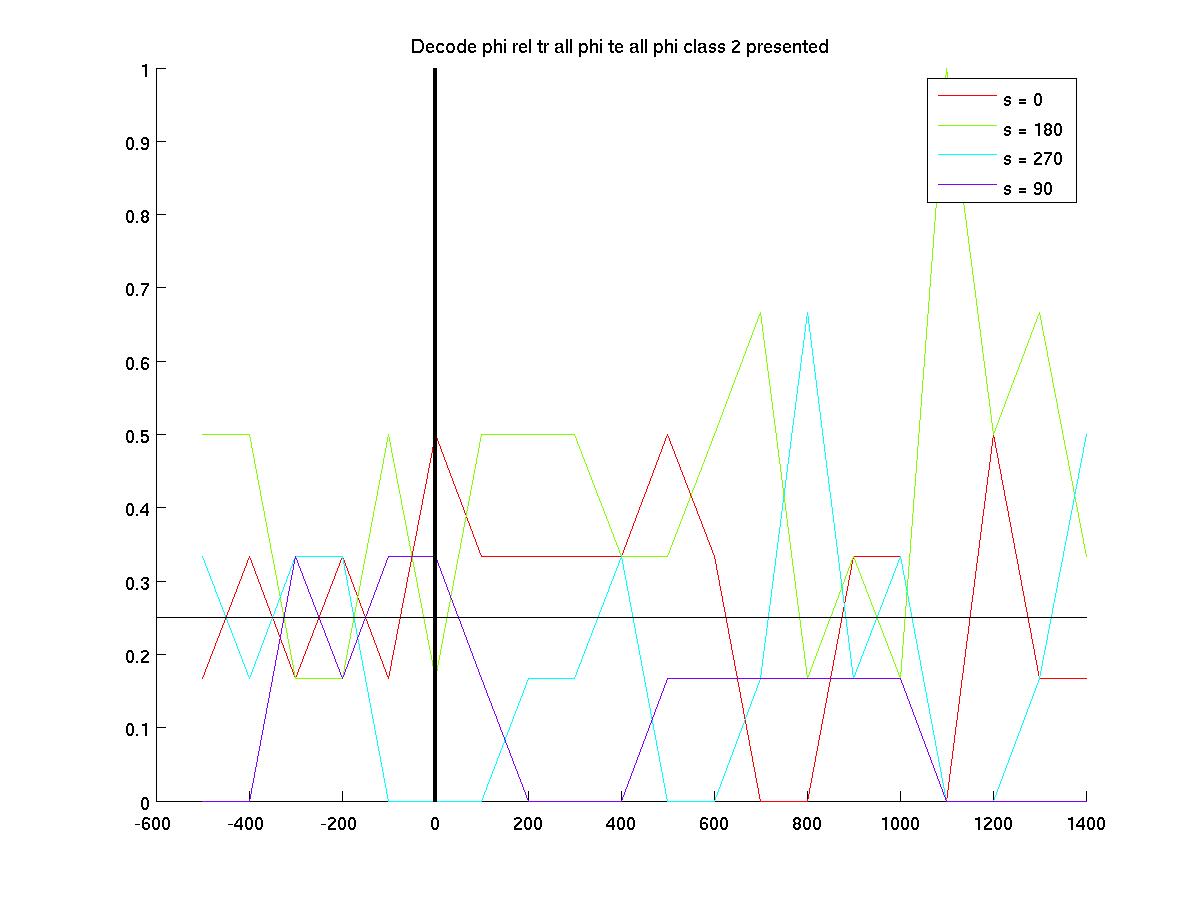 Decode phi rel tr all phi te all phi class 2 presented
1
s = 0
s = 180
0.9
s = 270
s = 90
0.8
0.7
0.6
0.5
0.4
0.3
0.2
0.1
0
-600 -400 -200 0 200 400 600 800 1000 1200 1400